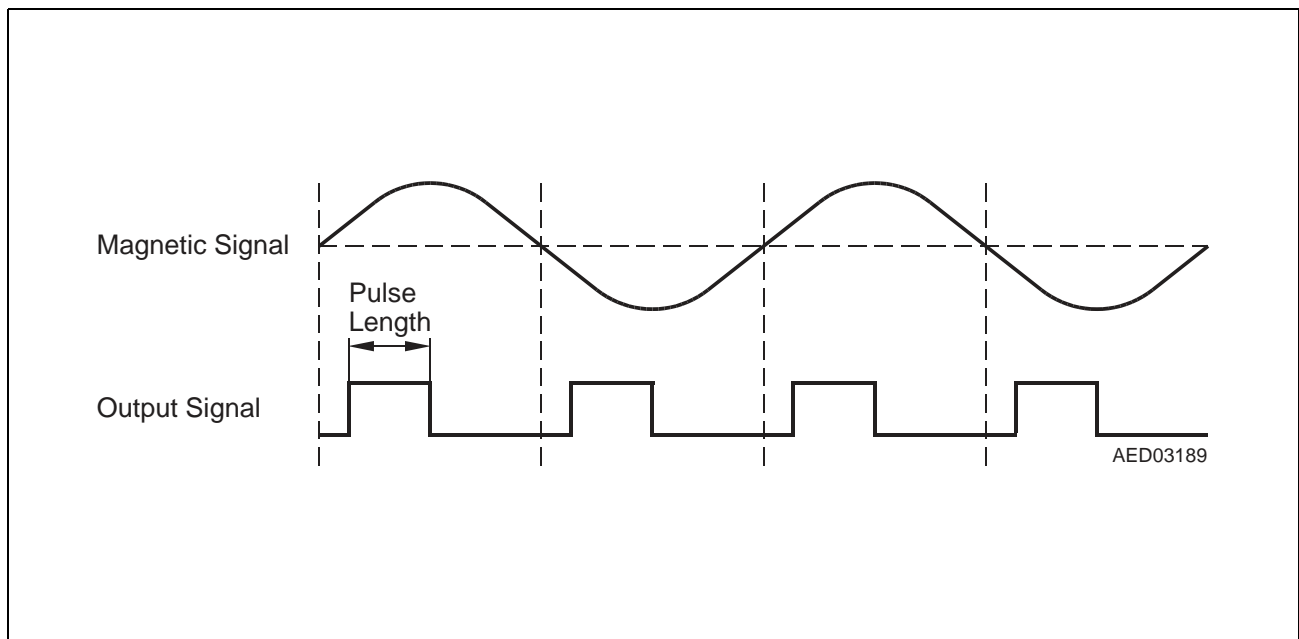 Magnetic Signal
Pulse
Length
Output Signal
AED03189